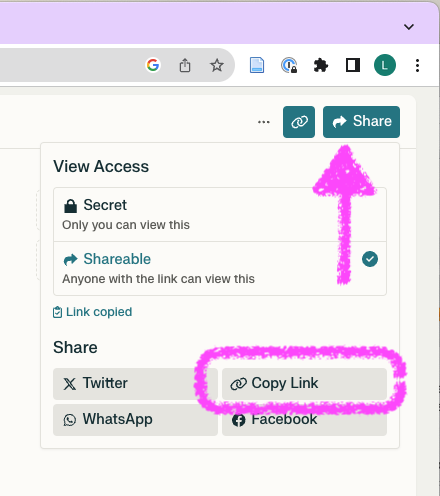 L
... Share
View Access
Secret
Only you can view this
Shareable
Anyone with the link can view this
Link copied
Share
Twitter
Copy Link
WhatsApp
Facebook